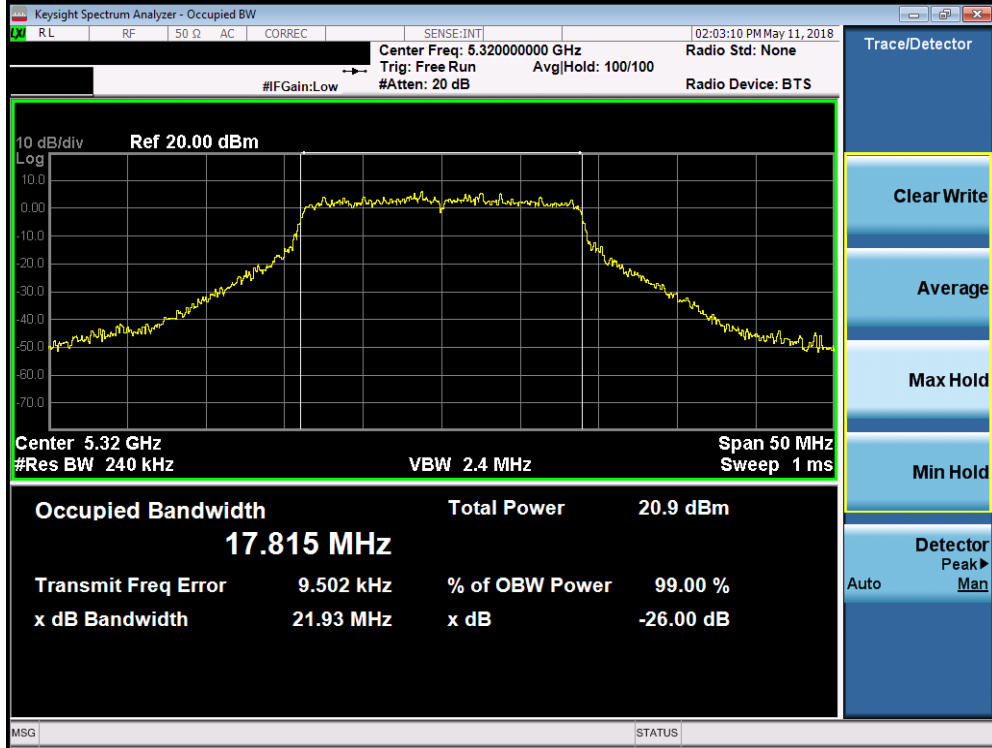 Keysight Spectrum Analyzer - Occupied BW
LXI RL RF 50 Ω AC CORREC SENSE:INT 02:03:10 PM May 11, 2018
Center Freq: 5.320000000 GHz Radio Std: None
Trig: Free Run Avg|Hold: 100/100
#IFGain:Low #Atten: 20 dB Radio Device: BTS
10 dB/div Ref 20.00 dBm
Log
10.0
0.00
-10.0
-20.0
-30.0
-40.0
-50.0
-60.0
-70.0
Center 5.32 GHz Span 50 MHz
#Res BW 240 kHz VBW 2.4 MHz Sweep 1 ms
Occupied Bandwidth Total Power 20.9 dBm
17.815 MHz
Transmit Freq Error 9.502 kHz % of OBW Power 99.00 %
x dB Bandwidth 21.93 MHz x dB -26.00 dB
MSG STATUS
Trace/Detector
Clear Write
Average
Max Hold
Min Hold
Detector
Peak▶
Auto Man